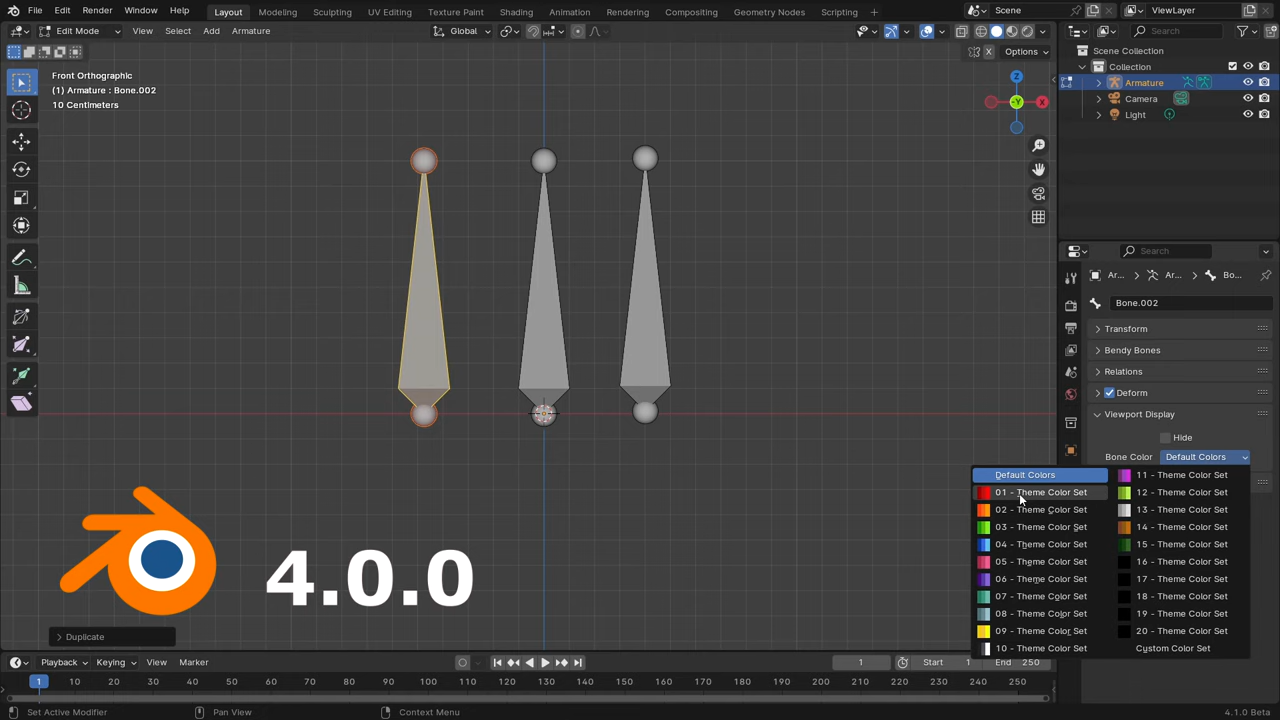 File Edit Render Window Help Layout Modeling Sculpting UV Editing Texture Paint Shading Animation Rendering Compositing Geometry Nodes Scripting Scene ViewLayer
Edit Mode View Select Add Armature Global Search
Options
Front Orthographic
(1) Armature : Bone.002
10 Centimeters
Z
-Y
X
X
Scene Collection
Collection
Armature
Camera
Light
Search
Ar... Ar... Bo...
Bone.002
Transform
Bendy Bones
Relations
Deform
Viewport Display
Hide
Bone Color Default Colors
Default Colors
01 - Theme Color Set
02 - Theme Color Set
03 - Theme Color Set
04 - Theme Color Set
05 - Theme Color Set
06 - Theme Color Set
07 - Theme Color Set
08 - Theme Color Set
09 - Theme Color Set
10 - Theme Color Set
11 - Theme Color Set
12 - Theme Color Set
13 - Theme Color Set
14 - Theme Color Set
15 - Theme Color Set
16 - Theme Color Set
17 - Theme Color Set
18 - Theme Color Set
19 - Theme Color Set
20 - Theme Color Set
Custom Color Set
4.0.0
Duplicate
Playback Keying View Marker 1 Start 1 End 250
1 10 20 30 40 50 60 70 80 90 100 110 120 130 140 150 160 170 180 190 200 210 220 230 240 250
Set Active Modifier Pan View Context Menu 4.1.0 Beta